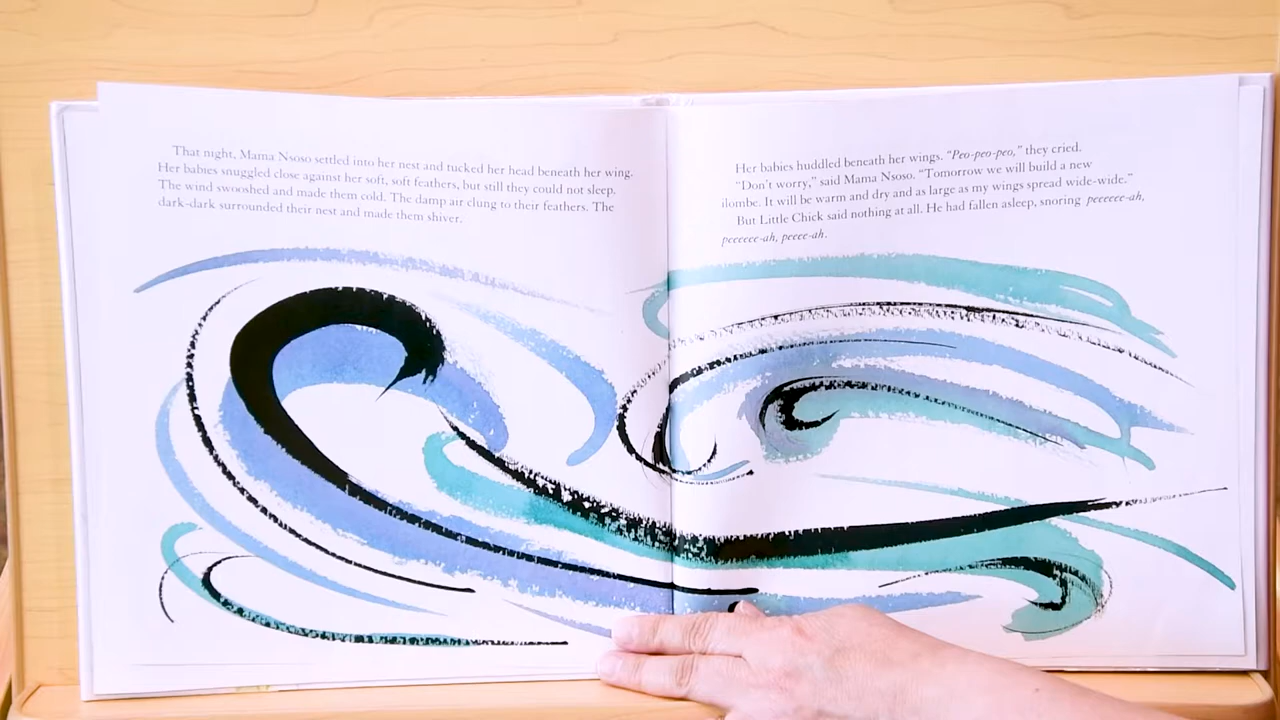 That night, Mama Nsoso settled into her nest and tucked her head beneath her wing.
Her babies snuggled close against her soft, soft feathers, but still they could not sleep.
The wind swooshed and made them cold. The damp air clung to their feathers. The
dark-dark surrounded their nest and made them shiver.
Her babies huddled beneath her wings. “Peo-peo-peo,” they cried.
“Don’t worry,” said Mama Nsoso. “Tomorrow we will build a new
ilombe. It will be warm and dry and as large as my wings spread wide-wide.”
But Little Chick said nothing at all. He had fallen asleep, snoring peeeeee-ah,
peeeeee-ah, peeee-ah.